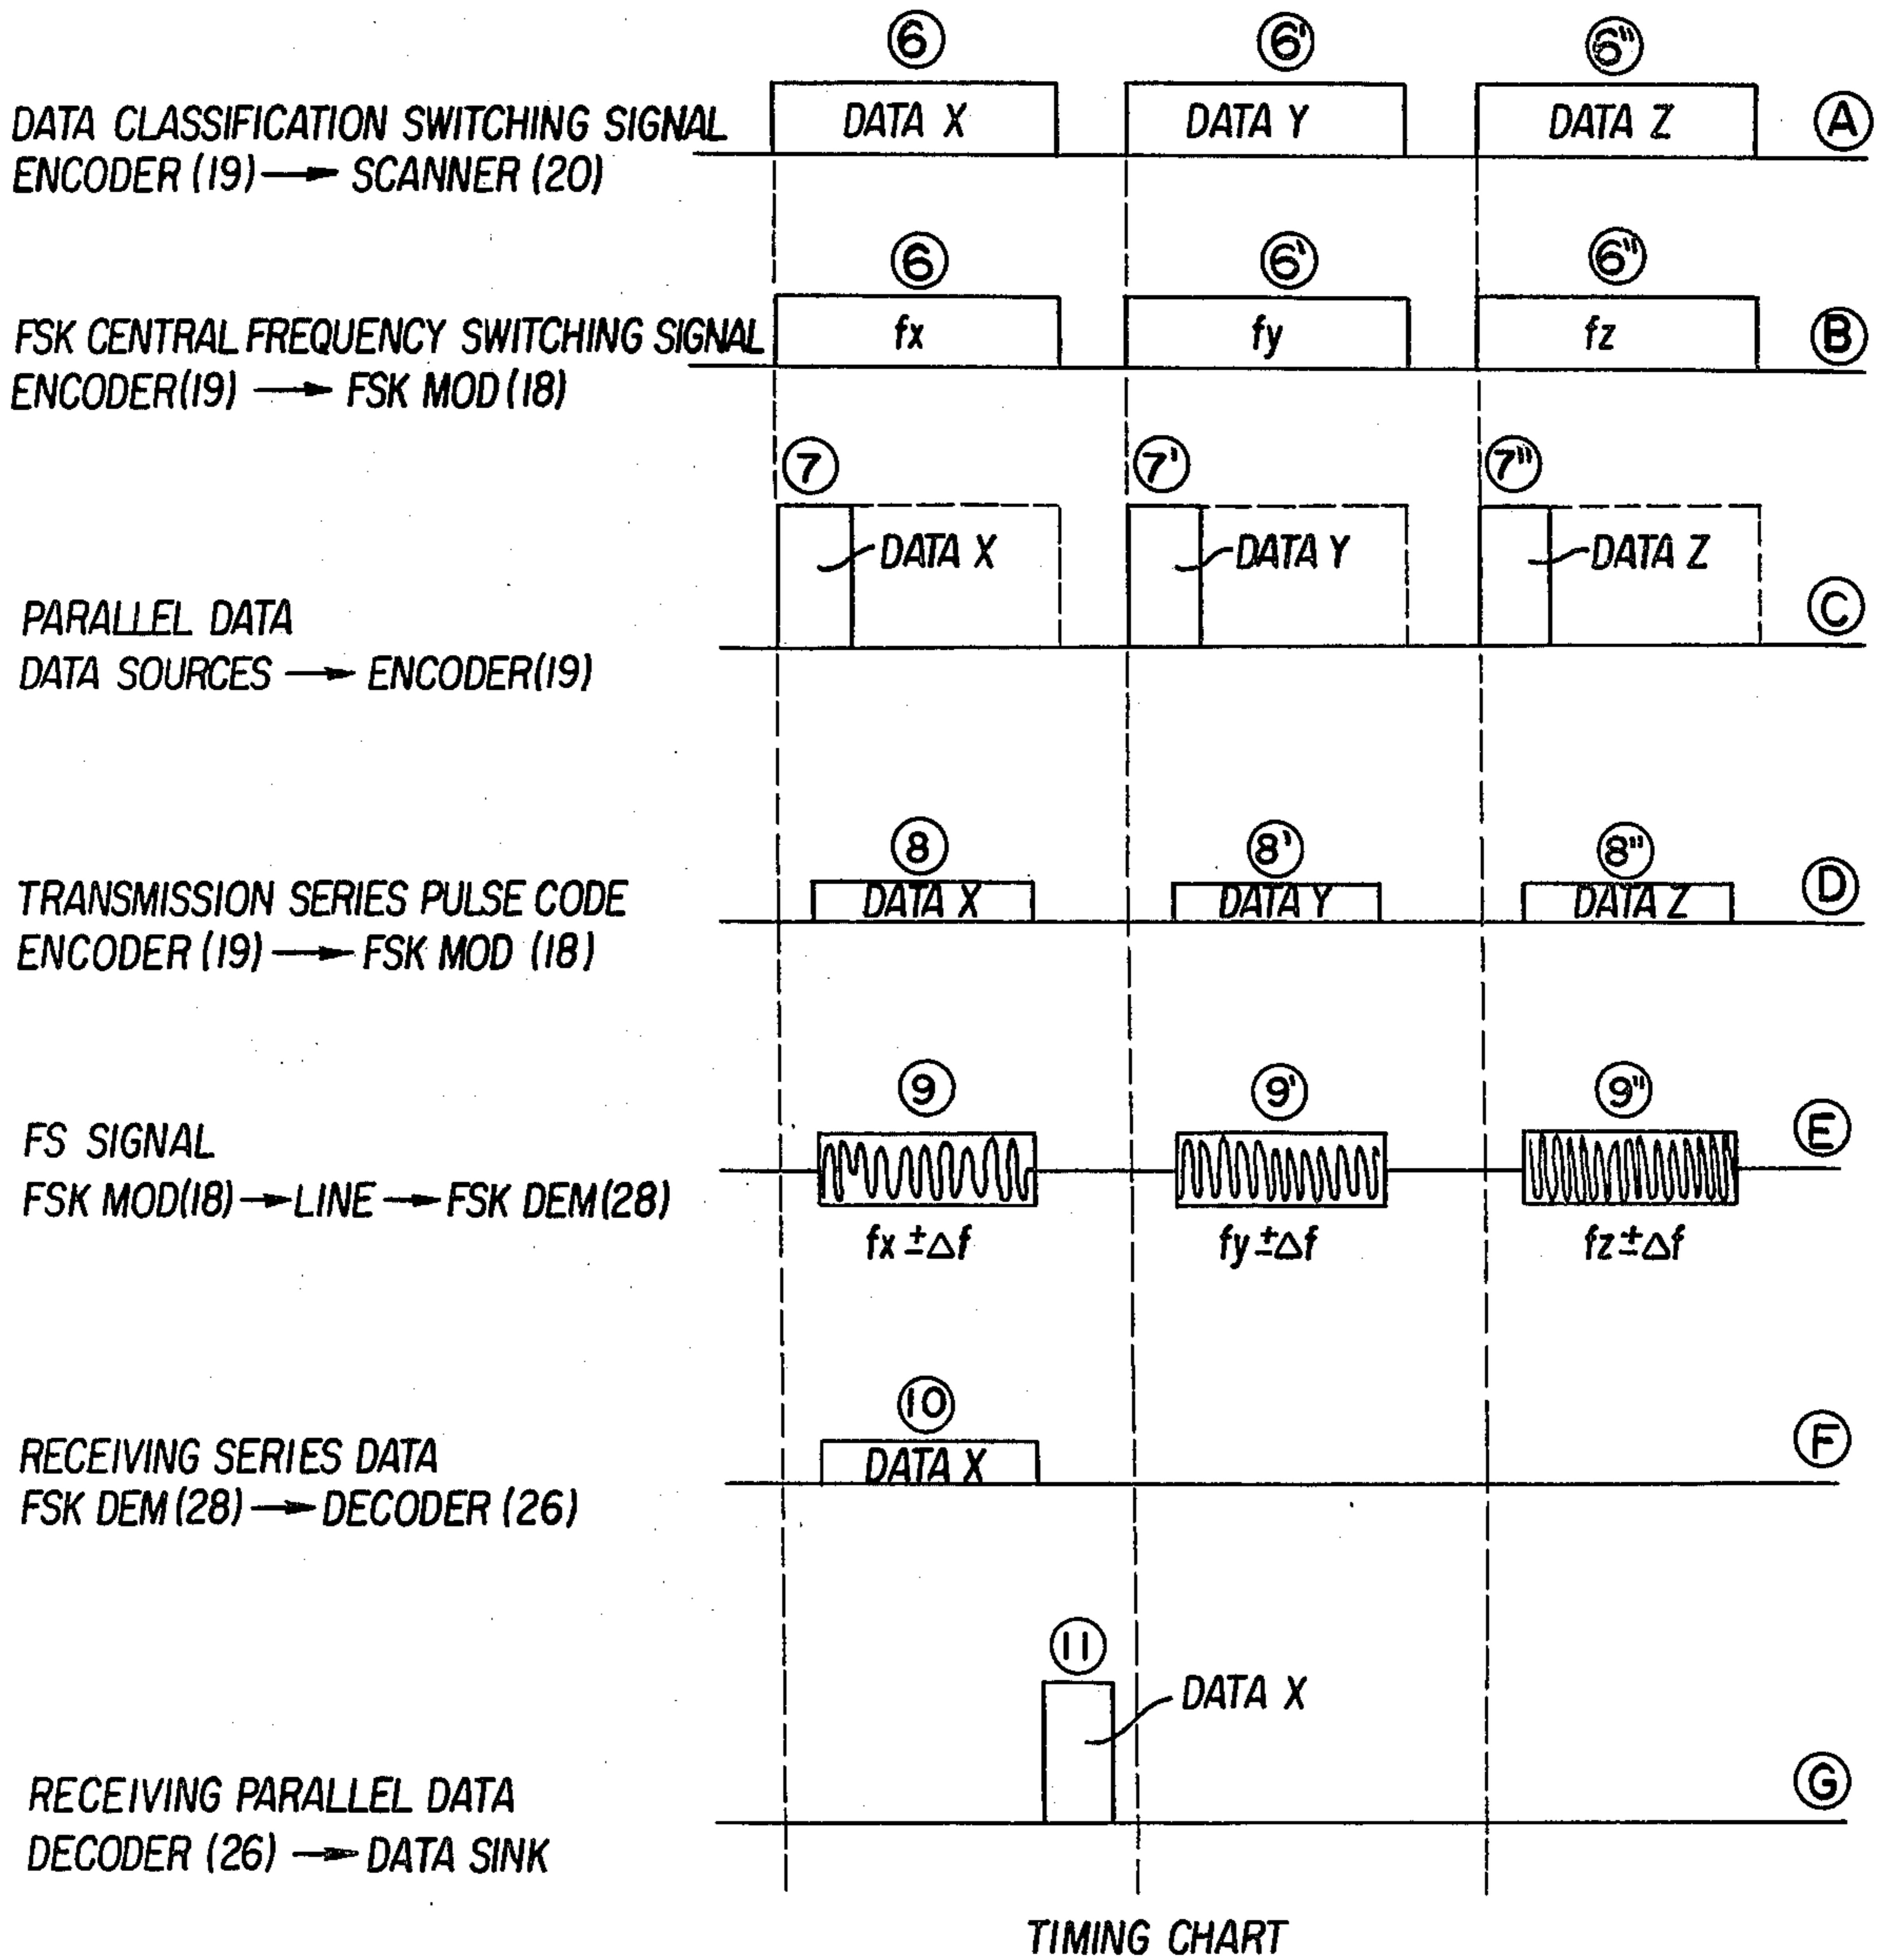 6 6' 6"
DATA CLASSIFICATION SWITCHING SIGNAL DATA X DATA Y DATA Z A
ENCODER (19) → SCANNER (20)
6 6' 6"
FSK CENTRAL FREQUENCY SWITCHING SIGNAL fx fy fz B
ENCODER(19) → FSK MOD (18)
7 7' 7"
DATA X DATA Y DATA Z
PARALLEL DATA C
DATA SOURCES → ENCODER(19)
8 8' 8"
TRANSMISSION SERIES PULSE CODE DATA X DATA Y DATA Z D
ENCODER (19) → FSK MOD (18)
9 9' 9"
FS SIGNAL E
FSK MOD(18) → LINE → FSK DEM(28)
fx ± Δf fy ± Δf fz ± Δf
10
RECEIVING SERIES DATA DATA X F
FSK DEM (28) → DECODER (26)
11
DATA X
RECEIVING PARALLEL DATA G
DECODER (26) → DATA SINK
TIMING CHART